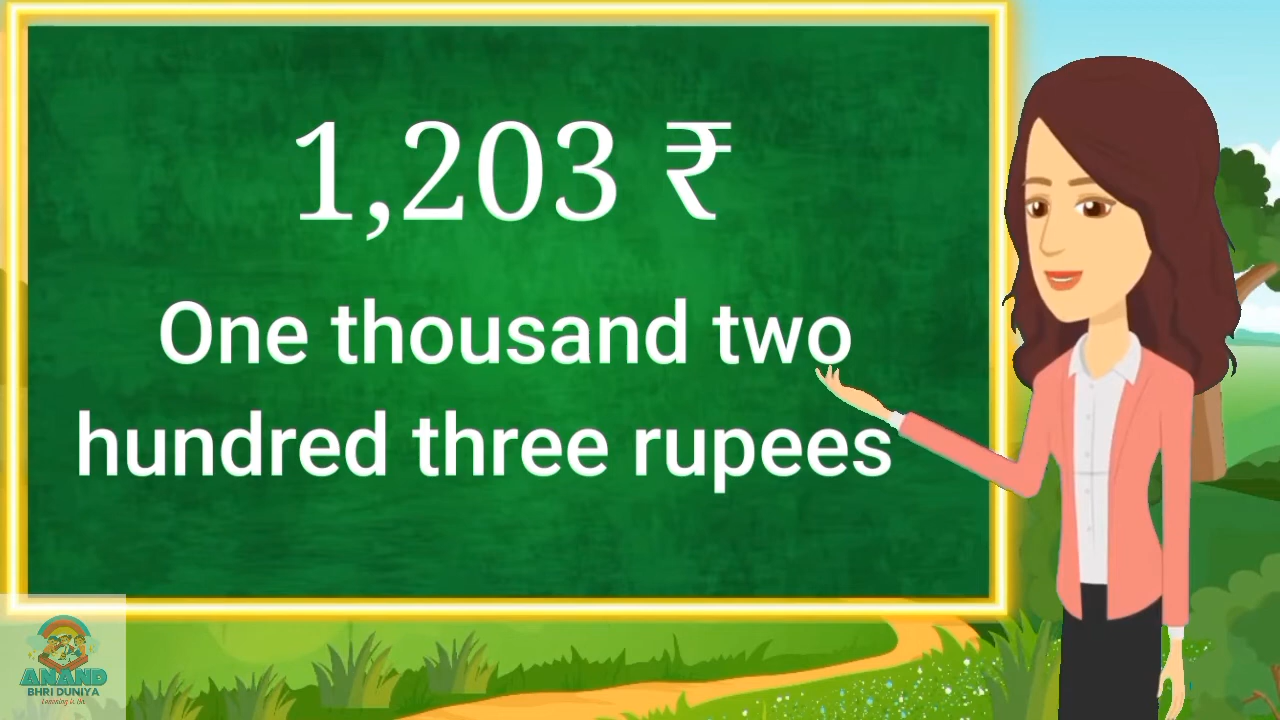 1,203 ₹
One thousand two
hundred three rupees
ANAND
BHRI DUNIYA